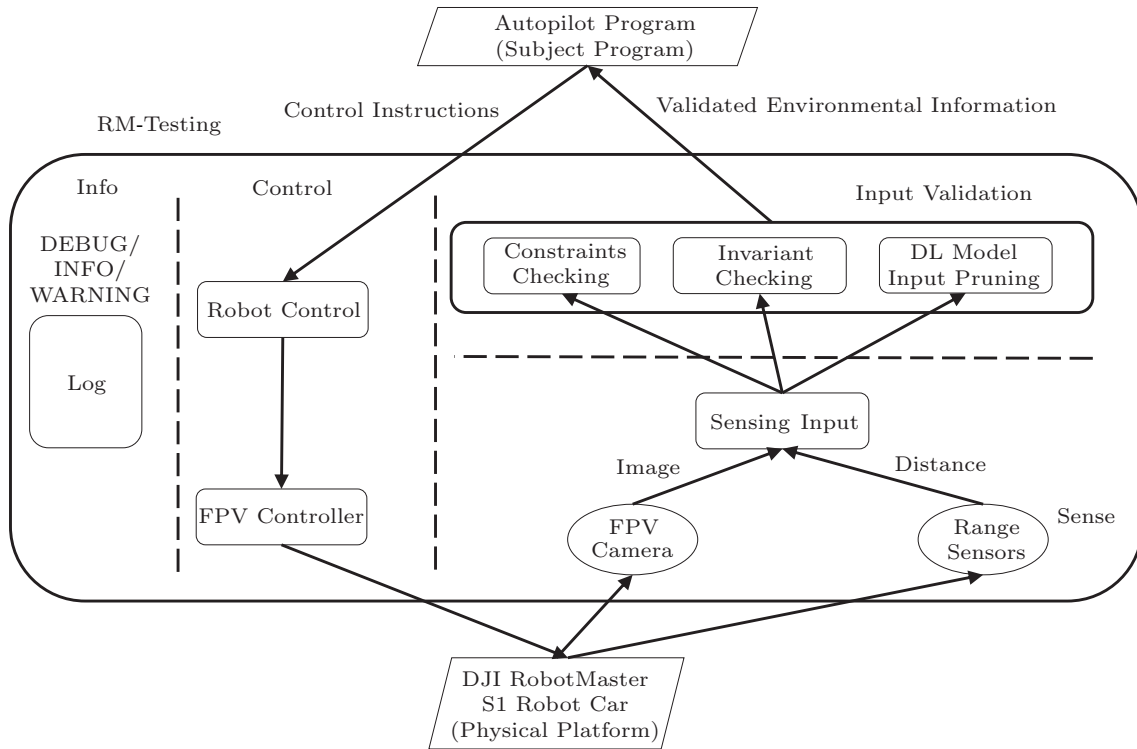 Autopilot Program
(Subject Program)
Control Instructions
Validated Environmental Information
RM-Testing
Info
Control
Input Validation
DEBUG/
INFO/
WARNING
Constraints
Checking
Invariant
Checking
DL Model
Input Pruning
Robot Control
Log
Sensing Input
Image
Distance
FPV Controller
FPV
Camera
Range
Sensors
Sense
DJI RobotMaster
S1 Robot Car
(Physical Platform)